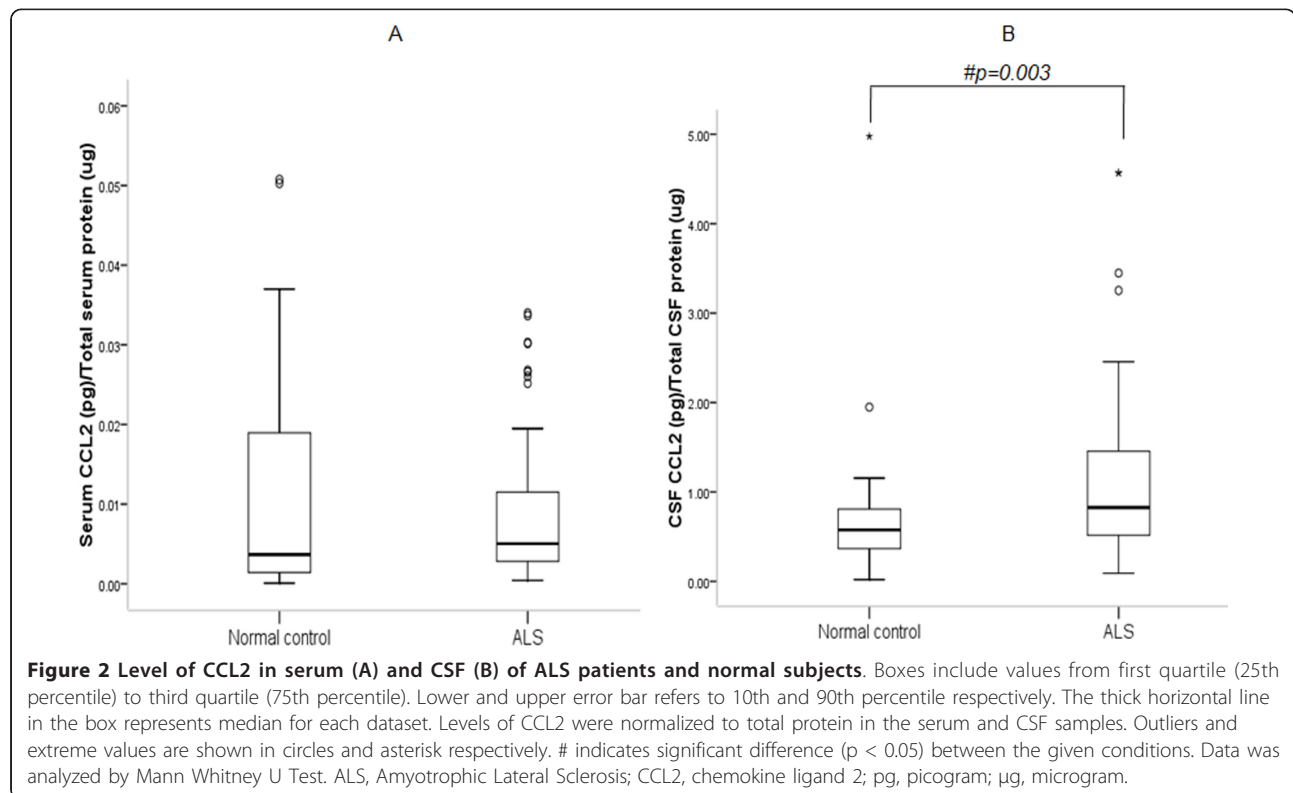 A
B
#p=0.003
Serum CCL2 (pg)/Total serum protein (ug)
0.06
0.05
0.04
0.03
0.02
0.01
0.00
Normal control
ALS
CSF CCL2 (pg)/Total CSF protein (ug)
5.00
4.00
3.00
2.00
1.00
0.00
Normal control
ALS
Figure 2 Level of CCL2 in serum (A) and CSF (B) of ALS patients and normal subjects. Boxes include values from first quartile (25th
percentile) to third quartile (75th percentile). Lower and upper error bar refers to 10th and 90th percentile respectively. The thick horizontal line
in the box represents median for each dataset. Levels of CCL2 were normalized to total protein in the serum and CSF samples. Outliers and
extreme values are shown in circles and asterisk respectively. # indicates significant difference (p < 0.05) between the given conditions. Data was
analyzed by Mann Whitney U Test. ALS, Amyotrophic Lateral Sclerosis; CCL2, chemokine ligand 2; pg, picogram; μg, microgram.